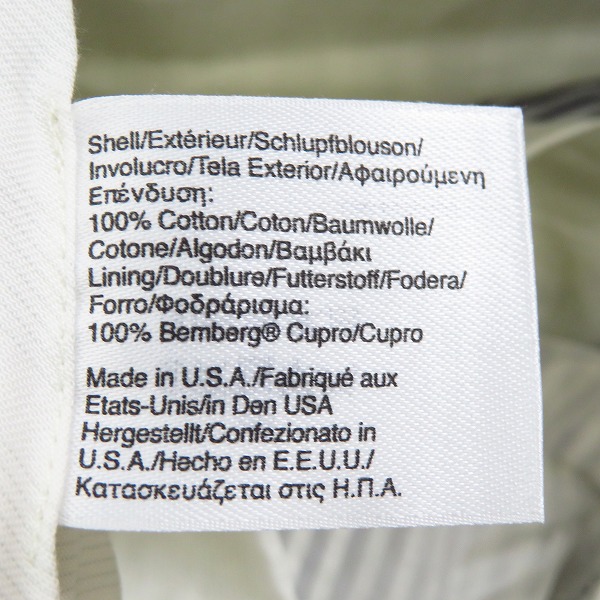 Shell/Extérieur/Schlupfblouson/
Involucro/Tela Exterior/Αφαιρούμενη
Επένδυση:
100% Cotton/Coton/Baumwolle/
Cotone/Algodon/Βαμβάκι
Lining/Doublure/Futterstoff/Fodera/
Forro/Φοδράρισμα:
100% Bemberg® Cupro/Cupro
Made in U.S.A./Fabriqué aux
Etats-Unis/in Den USA
Hergestellt/Confezionato in
U.S.A./Hecho en E.E.U.U./
Κατασκευάζεται στις Η.Π.Α.